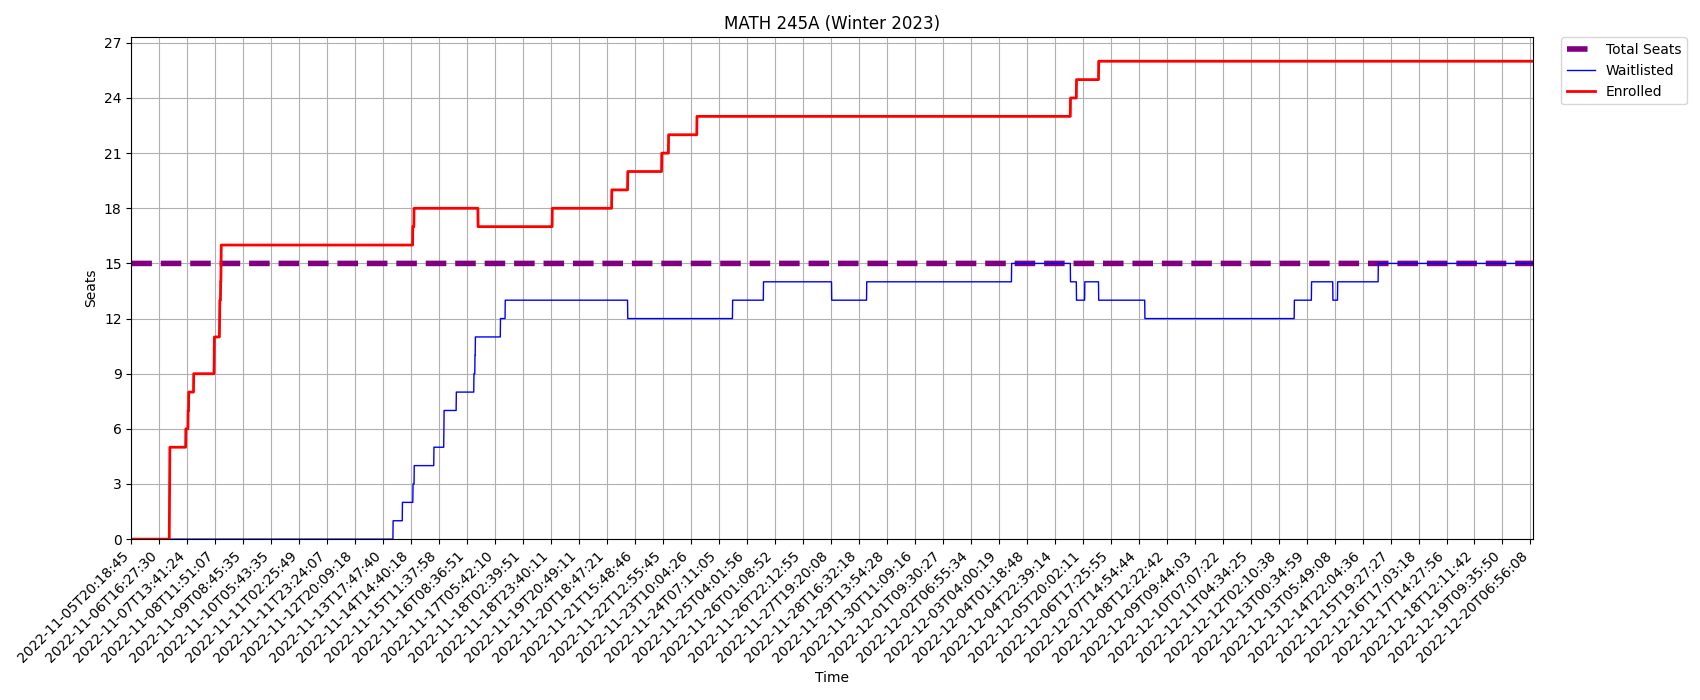 MATH 245A (Winter 2023)
Total Seats
Waitlisted
Enrolled
Seats
27
24
21
18
15
12
9
6
3
0
2022-11-05T20:18:45
2022-11-06T16:27:30
2022-11-07T13:41:24
2022-11-08T11:51:07
2022-11-09T08:45:35
2022-11-10T05:43:35
2022-11-11T02:25:49
2022-11-11T23:24:07
2022-11-12T20:09:18
2022-11-13T17:47:40
2022-11-14T14:40:18
2022-11-15T11:37:58
2022-11-16T08:36:51
2022-11-17T05:42:10
2022-11-18T02:39:51
2022-11-18T23:40:11
2022-11-19T20:49:11
2022-11-20T18:47:21
2022-11-21T15:48:46
2022-11-22T12:55:45
2022-11-23T10:04:26
2022-11-24T07:11:05
2022-11-25T04:01:56
2022-11-26T01:08:52
2022-11-26T22:12:55
2022-11-27T19:20:08
2022-11-28T16:32:18
2022-11-29T13:54:28
2022-11-30T11:09:16
2022-12-01T09:30:27
2022-12-02T06:55:34
2022-12-03T04:00:19
2022-12-04T01:18:48
2022-12-04T22:39:14
2022-12-05T20:02:11
2022-12-06T17:25:55
2022-12-07T14:54:44
2022-12-08T12:22:42
2022-12-09T09:44:03
2022-12-10T07:07:22
2022-12-11T04:34:25
2022-12-12T02:10:38
2022-12-13T00:34:59
2022-12-13T05:49:08
2022-12-14T22:04:36
2022-12-15T19:27:27
2022-12-16T17:03:18
2022-12-17T14:27:56
2022-12-18T12:11:42
2022-12-19T09:35:50
2022-12-20T06:56:08
Time